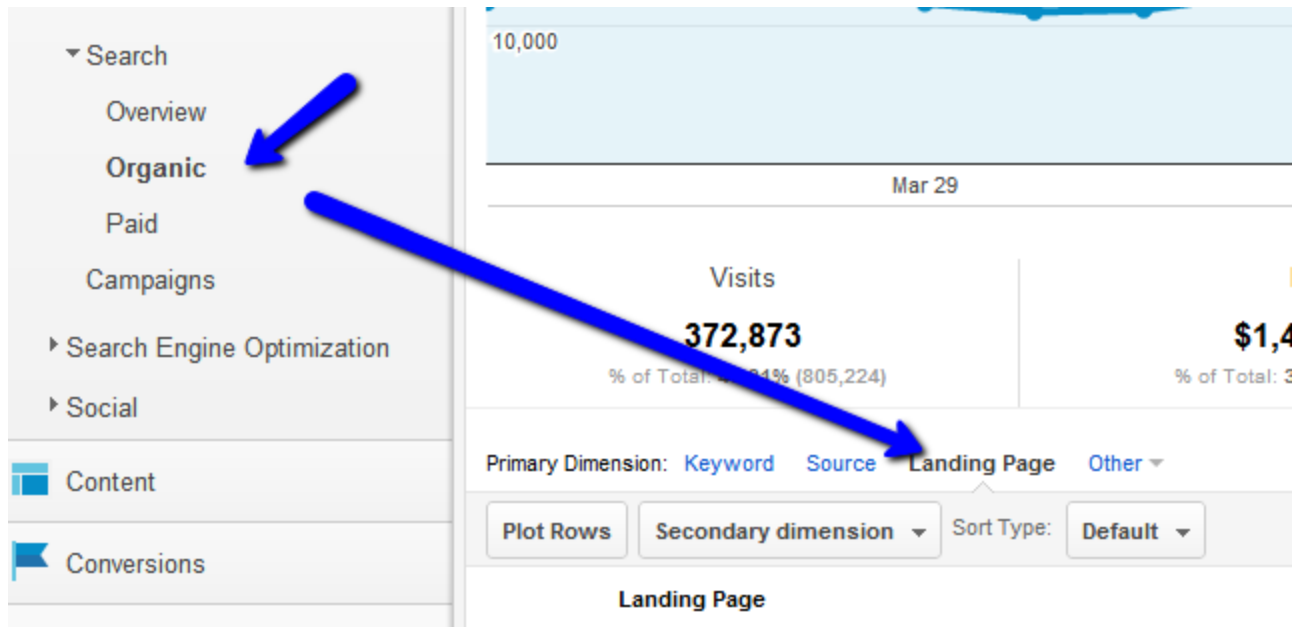 Search
Overview
Organic
Paid
Campaigns
Search Engine Optimization
Social
Content
Conversions
10,000
Mar 29
Visits
372,873
% of Total: (805,224)
$1,4
% of Total: 3
Primary Dimension: Keyword Source Landing Page Other
Plot Rows Secondary dimension Sort Type: Default
Landing Page